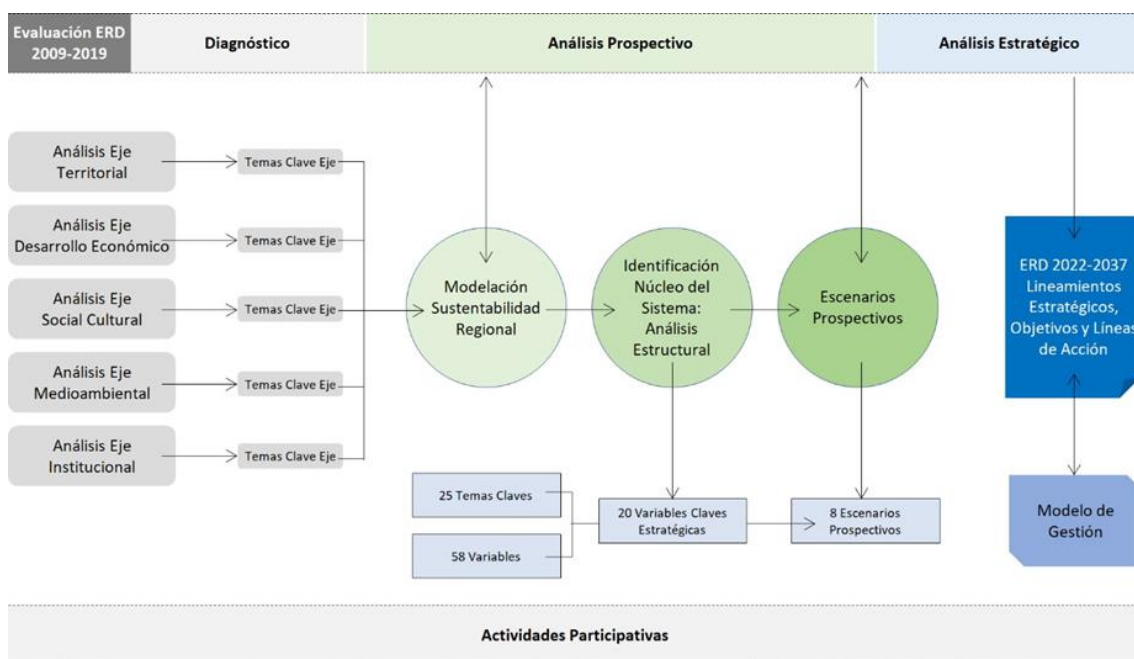 Evaluación ERD
2009-2019
Diagnóstico
Análisis Prospectivo
Análisis Estratégico
Análisis Eje
Territorial
Temas Clave Eje
Análisis Eje
Desarrollo Económico
Temas Clave Eje
Análisis Eje
Social Cultural
Temas Clave Eje
Análisis Eje
Medioambiental
Temas Clave Eje
Análisis Eje
Institucional
Temas Clave Eje
Modelación
Sustentabilidad
Regional
Identificación
Núcleo del
Sistema:
Análisis
Estructural
Escenarios
Prospectivos
ERD 2022-2037
Lineamientos
Estratégicos,
Objetivos y Líneas
de Acción
25 Temas Claves
58 Variables
20 Variables Claves
Estratégicas
8 Escenarios
Prospectivos
Modelo de
Gestión
Actividades Participativas